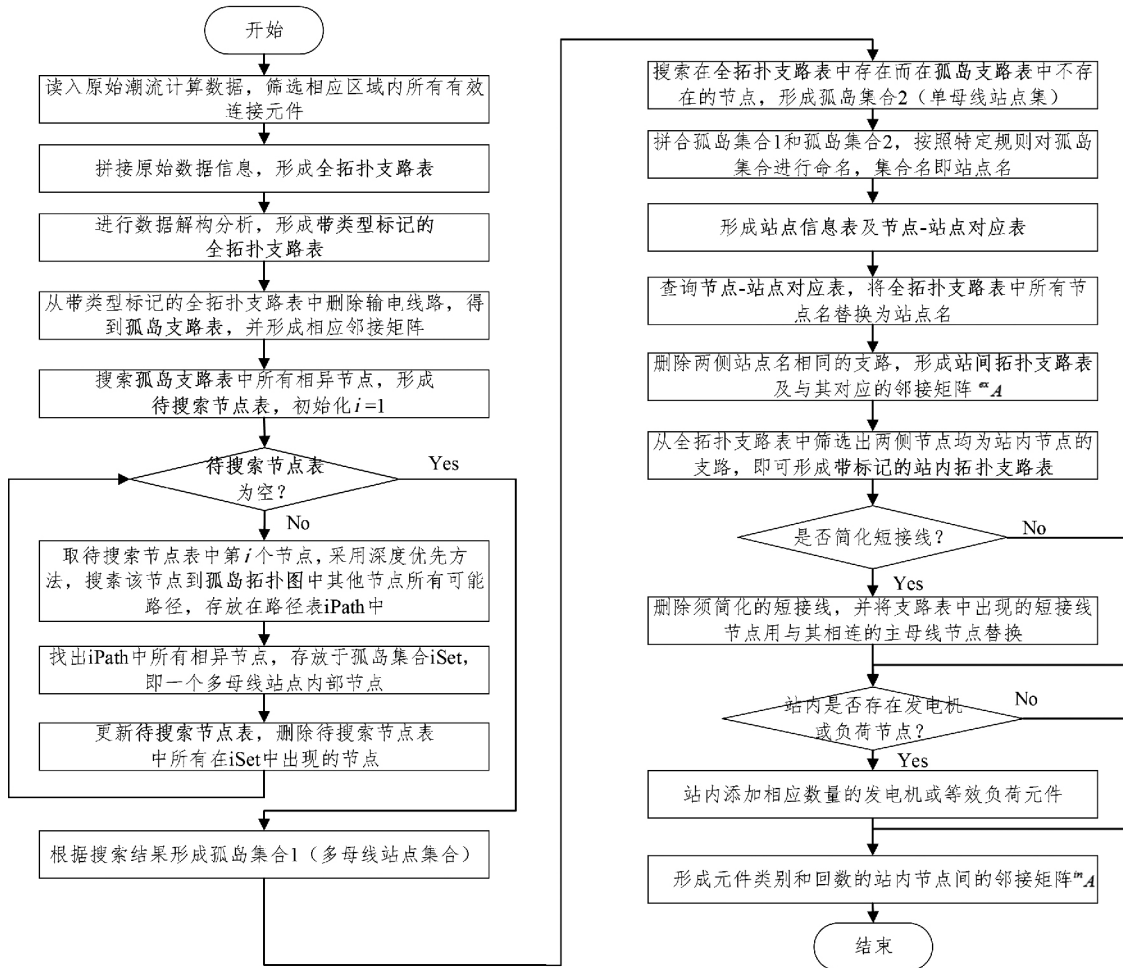 开始
读入原始潮流计算数据，筛选相应区域内所有有效
连接元件
拼接原始数据信息，形成全拓扑支路表
进行数据解构分析，形成带类型标记的
全拓扑支路表
从带类型标记的全拓扑支路表中删除输电线路，得
到孤岛支路表，并形成相应邻接矩阵
搜索孤岛支路表中所有相异节点，形成
待搜索节点表，初始化i=1
待搜索节点表
为空？
Yes
No
取待搜索节点表中第i个节点，采用深度优先方
法，搜素该节点到孤岛拓扑图中其他节点所有可能
路径，存放在路径表iPath中
找出iPath中所有相异节点，存放于孤岛集合iSet，
即一个多母线站点内部节点
更新待搜索节点表，删除待搜索节点表
中所有在iSet中出现的节点
根据搜索结果形成孤岛集合1（多母线站点集合）
搜索在全拓扑支路表中存在而在孤岛支路表中不存
在的节点，形成孤岛集合2（单母线站点集）
拼合孤岛集合1和孤岛集合2，按照特定规则对孤岛
集合进行命名，集合名即站点名
形成站点信息表及节点-站点对应表
查询节点-站点对应表，将全拓扑支路表中所有节
点名替换为站点名
删除两侧站点名相同的支路，形成站间拓扑支路表
及与其对应的邻接矩阵 ᵉˣA
从全拓扑支路表中筛选出两侧节点均为站内节点的
支路，即可形成带标记的站内拓扑支路表
是否简化短接线？
No
Yes
删除须简化的短接线，并将支路表中出现的短接线
节点用与其相连的主母线节点替换
站内是否存在发电机
或负荷节点？
No
Yes
站内添加相应数量的发电机或等效负荷元件
形成元件类别和回数的站内节点间的邻接矩阵ⁱⁿA
结束